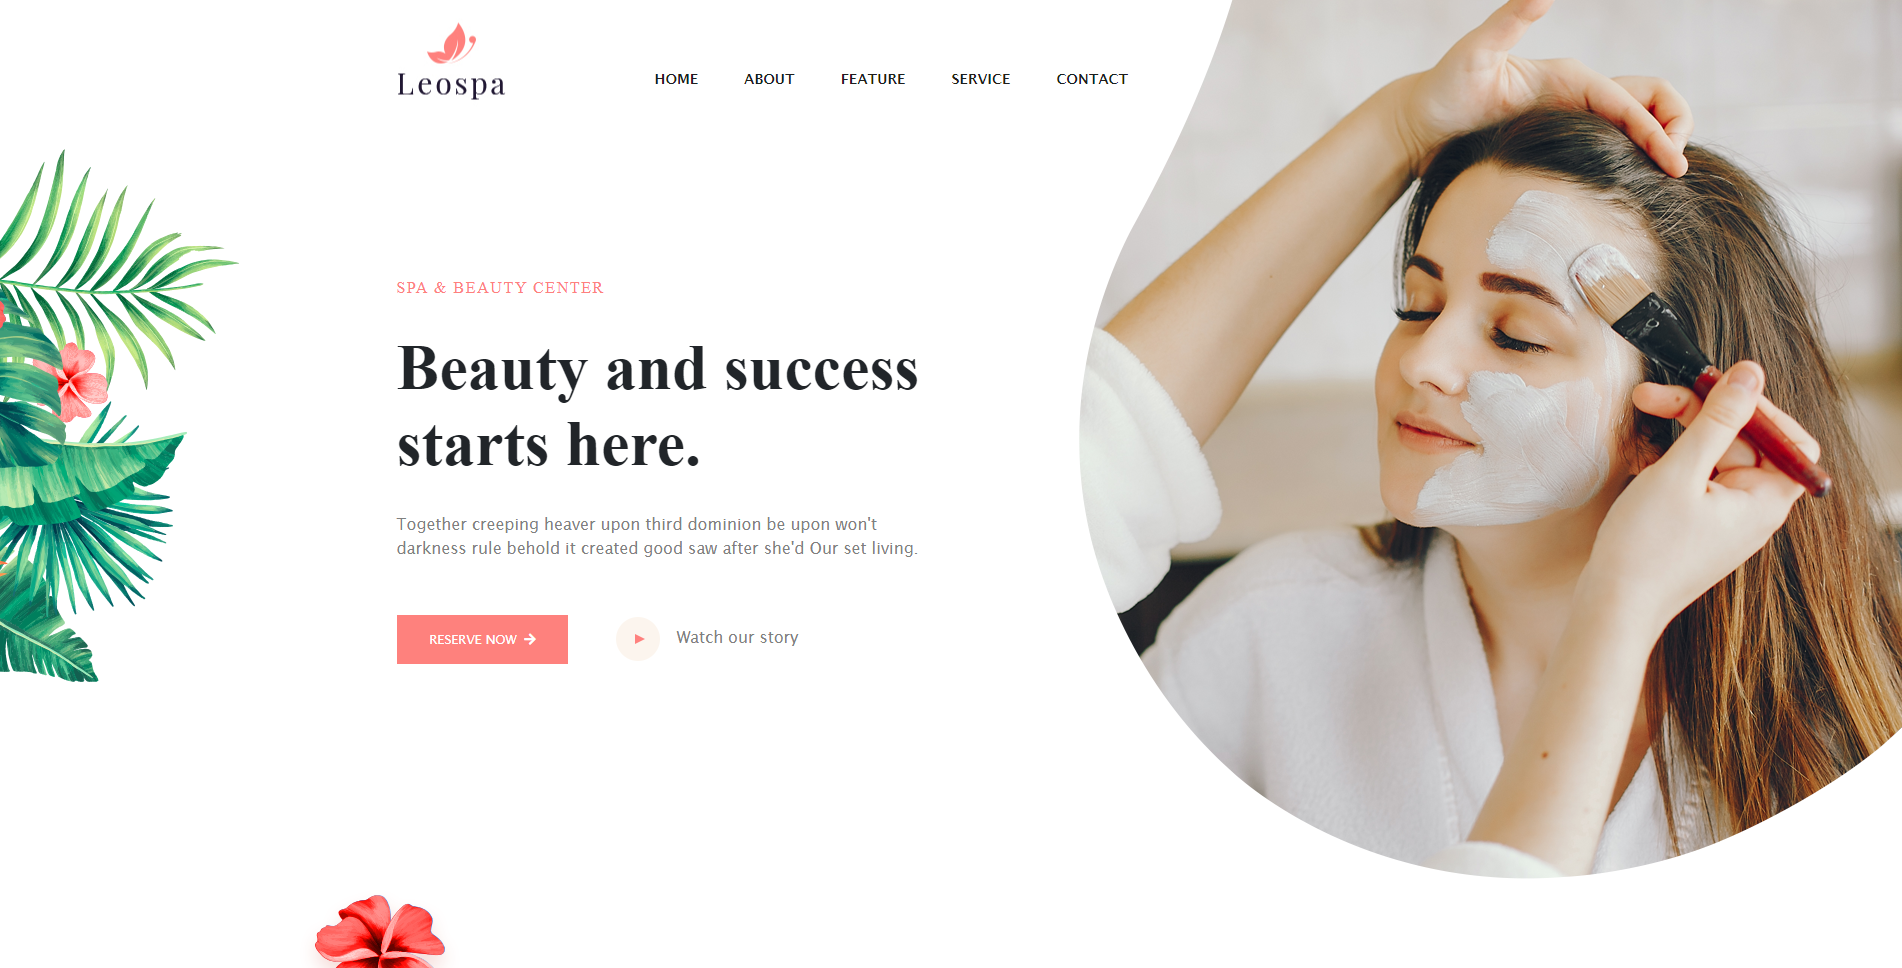 Leospa
HOME ABOUT FEATURE SERVICE CONTACT
SPA & BEAUTY CENTER
Beauty and success
starts here.
Together creeping heaver upon third dominion be upon won't
darkness rule behold it created good saw after she'd Our set living.
RESERVE NOW
Watch our story